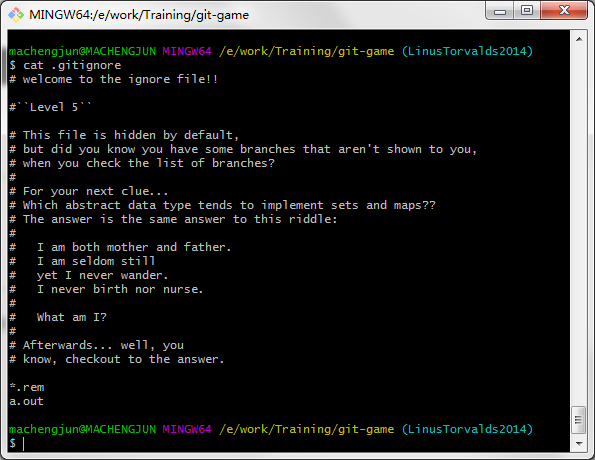 MINGW64:/e/work/Training/git-game
machengjun@MACHENGJUN MINGW64 /e/work/Training/git-game (LinusTorvalds2014)
$ cat .gitignore
# welcome to the ignore file!!
#``Level 5``
# This file is hidden by default,
# but did you know you have some branches that aren't shown to you,
# when you check the list of branches?
#
# For your next clue...
# Which abstract data type tends to implement sets and maps??
# The answer is the same answer to this riddle:
#
#   I am both mother and father.
#   I am seldom still
#   yet I never wander.
#   I never birth nor nurse.
#
#   What am I?
#
# Afterwards... well, you
# know, checkout to the answer.
*.rem
a.out
machengjun@MACHENGJUN MINGW64 /e/work/Training/git-game (LinusTorvalds2014)
$